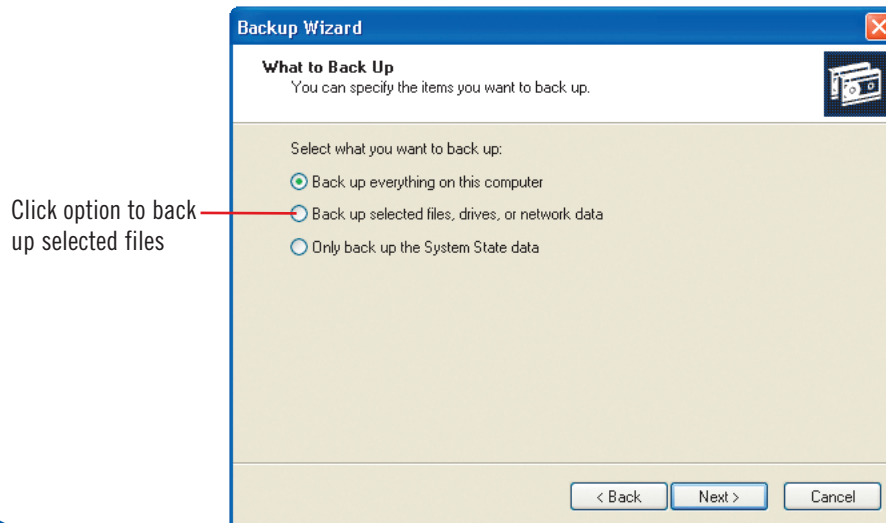 Backup Wizard
What to Back Up
You can specify the items you want to back up.
Select what you want to back up:
Back up everything on this computer
Click option to back
up selected files
Back up selected files, drives, or network data
Only back up the System State data
< Back
Next >
Cancel